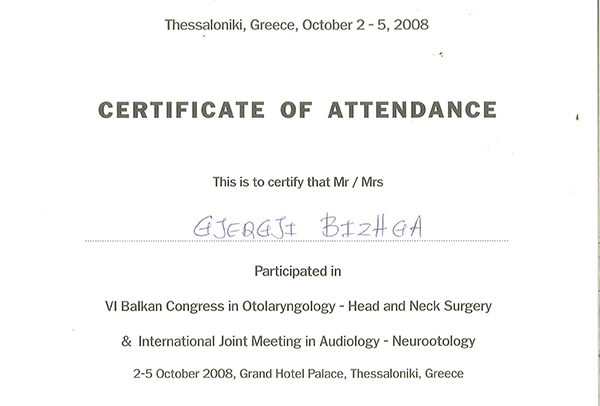 Thessaloniki, Greece, October 2 - 5, 2008
CERTIFICATE OF ATTENDANCE
This is to certify that Mr / Mrs
GJERGJI BIZHGA
Participated in
VI Balkan Congress in Otolaryngology - Head and Neck Surgery
& International Joint Meeting in Audiology - Neurootology
2-5 October 2008, Grand Hotel Palace, Thessaloniki, Greece